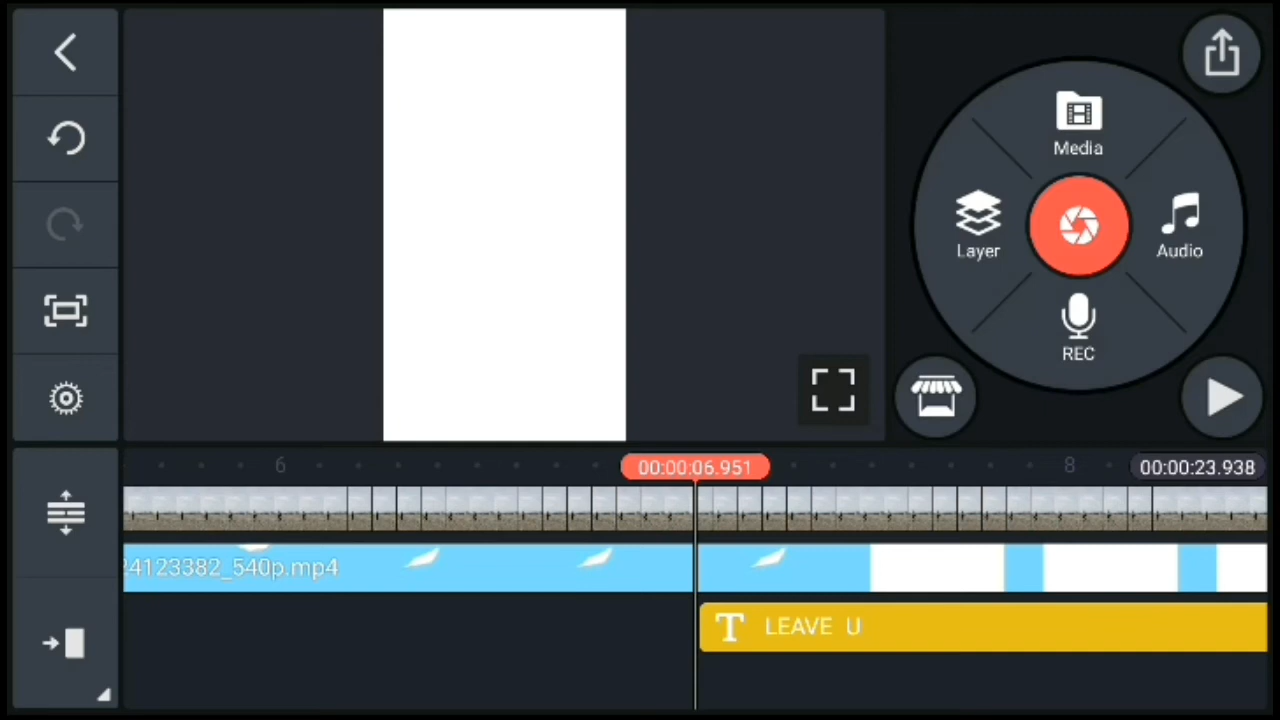 Media
Layer
Audio
REC
6
00:00:06.951
8
00:00:23.938
24123382_540p.mp4
T LEAVE U